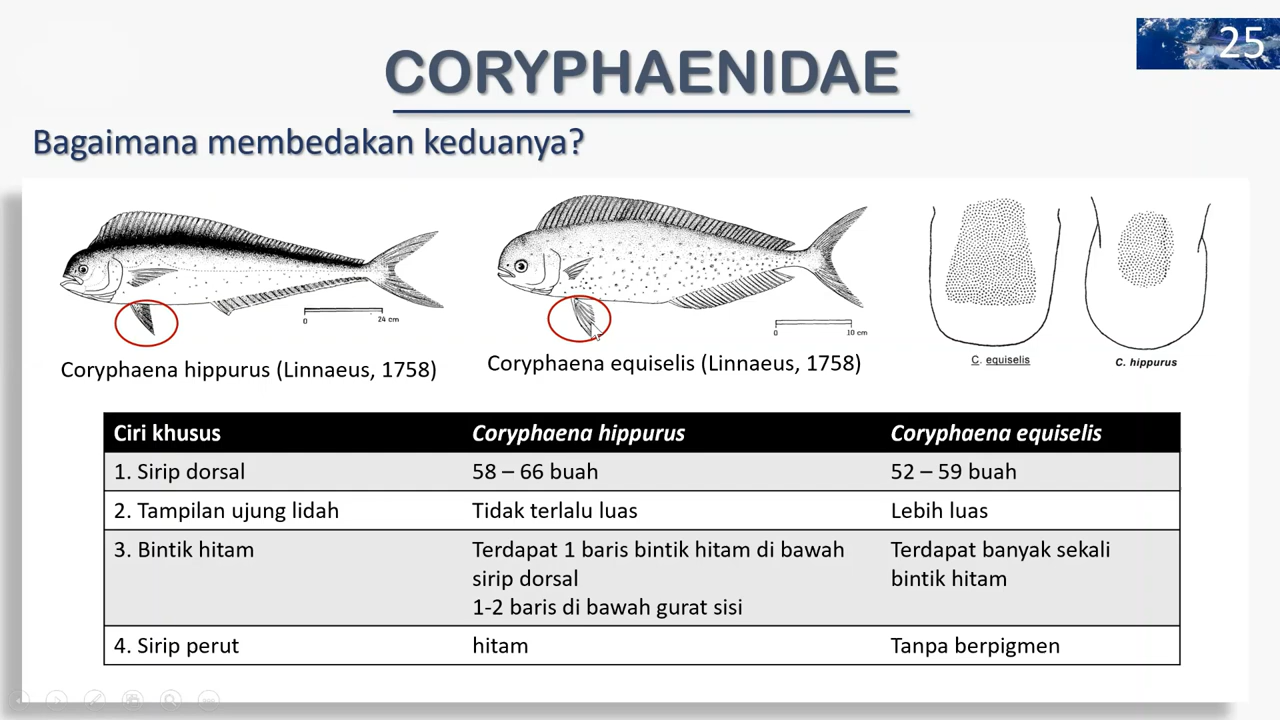 25
CORYPHAENIDAE
Bagaimana membedakan keduanya?
0 24 cm
Coryphaena hippurus (Linnaeus, 1758)
0 10 cm
Coryphaena equiselis (Linnaeus, 1758)
C. equiselis
C. hippurus
Ciri khusus Coryphaena hippurus Coryphaena equiselis
1. Sirip dorsal 58 – 66 buah 52 – 59 buah
2. Tampilan ujung lidah Tidak terlalu luas Lebih luas
3. Bintik hitam Terdapat 1 baris bintik hitam di bawah Terdapat banyak sekali
sirip dorsal bintik hitam
1-2 baris di bawah gurat sisi
4. Sirip perut hitam Tanpa berpigmen